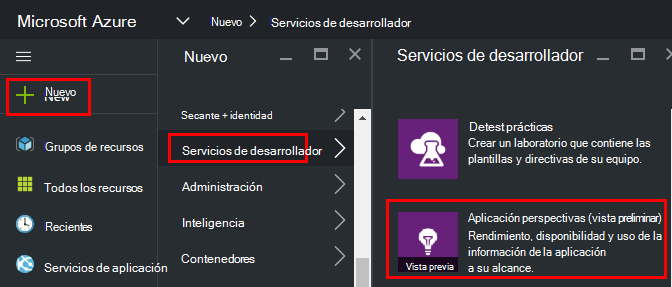 Microsoft Azure
Nuevo
Servicios de desarrollador
Nuevo
New
Grupos de recursos
Todos los recursos
Recientes
Servicios de aplicación
Nuevo
Secante + identidad
Servicios de desarrollador
Administración
Inteligencia
Contenedores
Servicios de desarrollador
Detest prácticas
Crear un laboratorio que contiene las
plantillas y directivas de su equipo.
Vista previa
Aplicación perspectivas (vista preliminar)
Rendimiento, disponibilidad y uso de la
información de la aplicación
a su alcance.